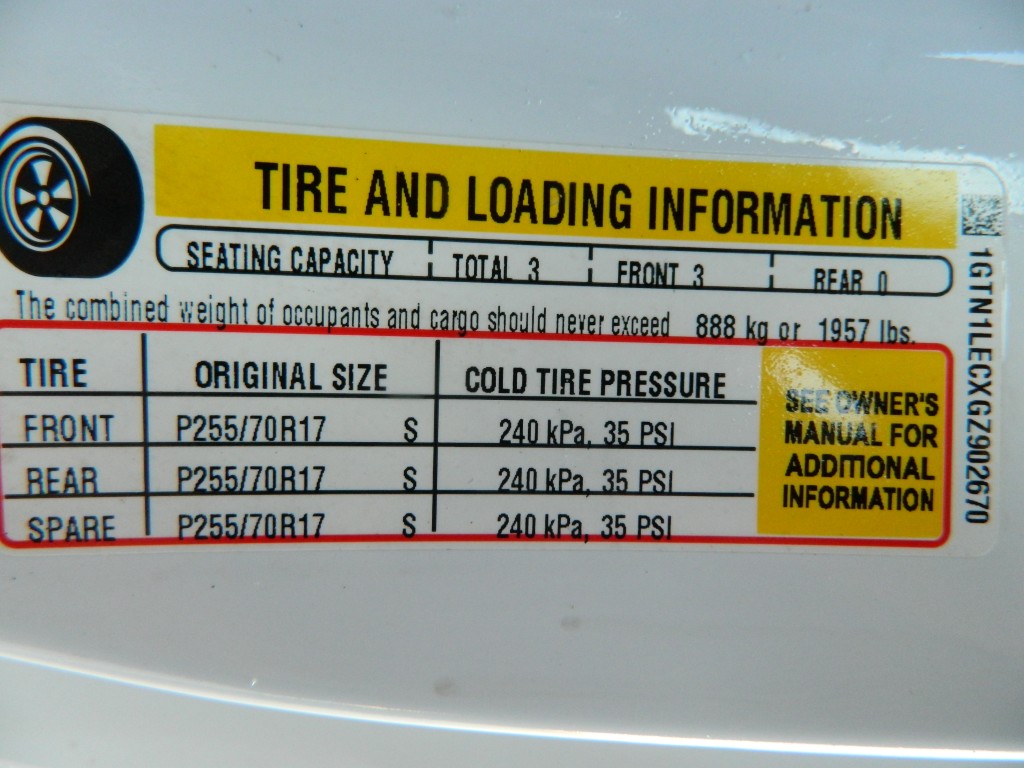 TIRE AND LOADING INFORMATION
SEATING CAPACITY TOTAL 3 FRONT 3 REAR 0
The combined weight of occupants and cargo should never exceed 888 kg or 1957 lbs.
TIRE ORIGINAL SIZE COLD TIRE PRESSURE
FRONT P255/70R17 S 240 kPa, 35 PSI
REAR P255/70R17 S 240 kPa, 35 PSI
SPARE P255/70R17 S 240 kPa, 35 PSI
SEE OWNER'S
MANUAL FOR
ADDITIONAL
INFORMATION
1GTN1LECXGZ902670